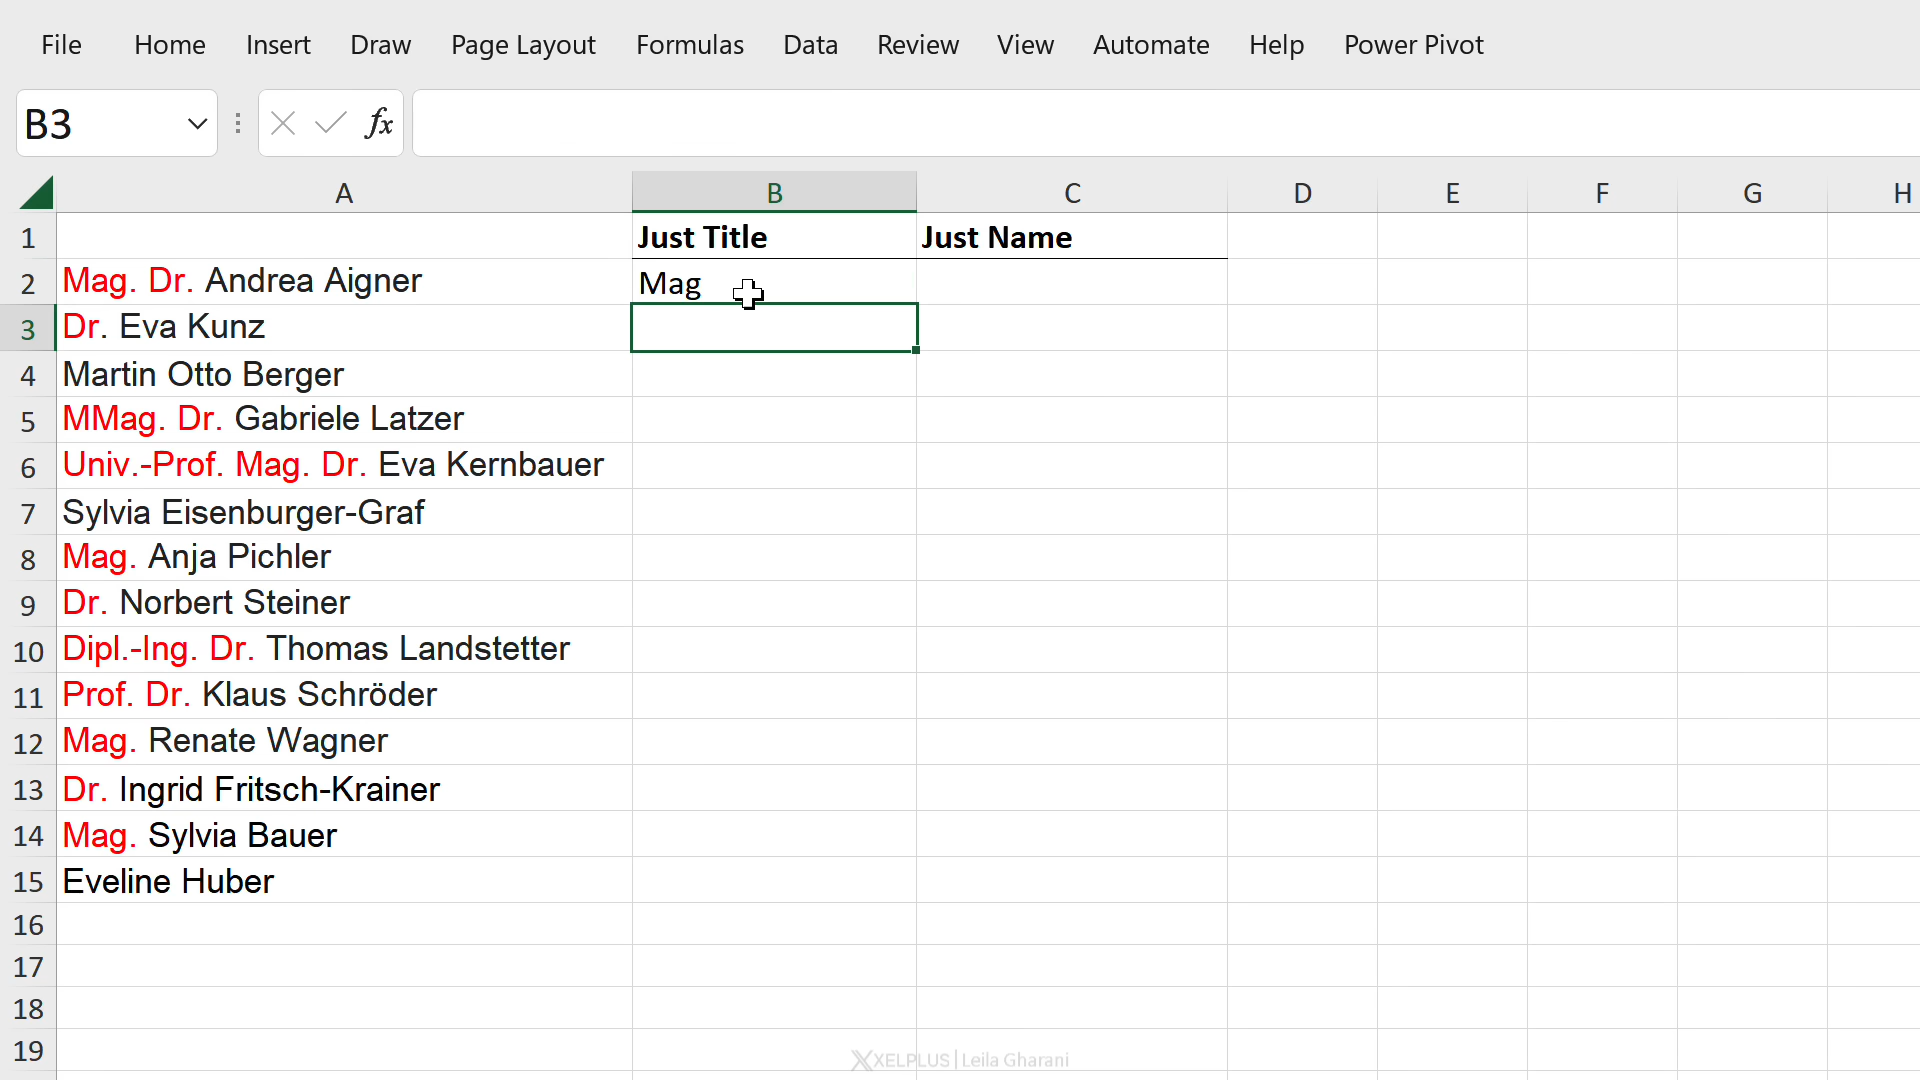 File Home Insert Draw Page Layout Formulas Data Review View Automate Help Power Pivot
B3 fx
A B C D E F G H
1 Just Title Just Name
2 Mag. Dr. Andrea Aigner Mag
3 Dr. Eva Kunz
4 Martin Otto Berger
5 MMag. Dr. Gabriele Latzer
6 Univ.-Prof. Mag. Dr. Eva Kernbauer
7 Sylvia Eisenburger-Graf
8 Mag. Anja Pichler
9 Dr. Norbert Steiner
10 Dipl.-Ing. Dr. Thomas Landstetter
11 Prof. Dr. Klaus Schröder
12 Mag. Renate Wagner
13 Dr. Ingrid Fritsch-Krainer
14 Mag. Sylvia Bauer
15 Eveline Huber
16
17
18
19
XELPLUS | Leila Gharani